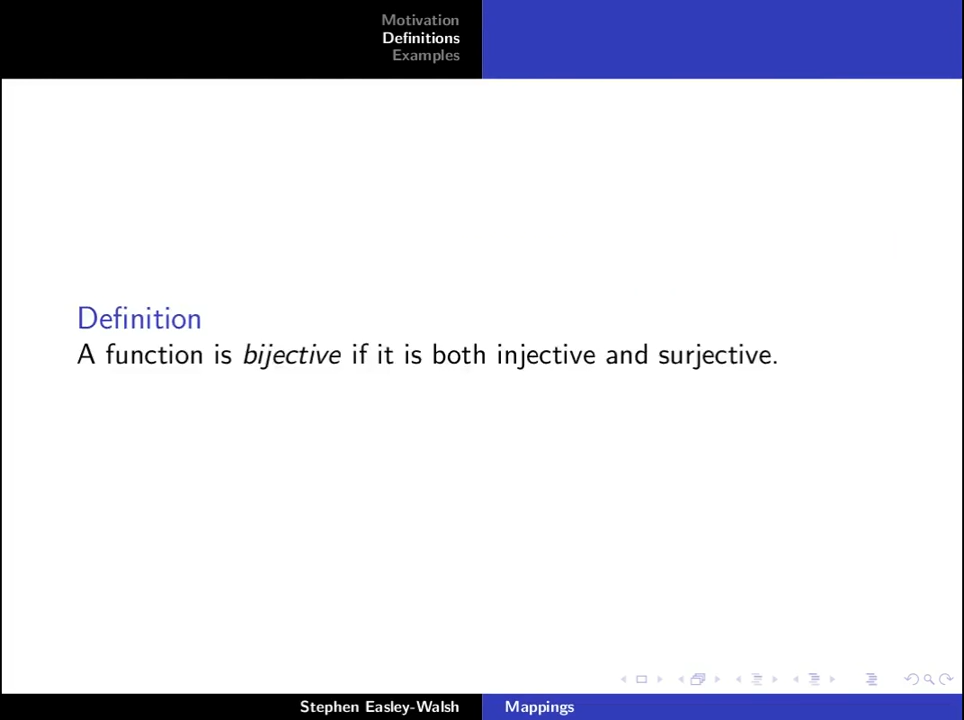 Motivation
Definitions
Examples
Definition
A function is bijective if it is both injective and surjective.
Stephen Easley-Walsh
Mappings